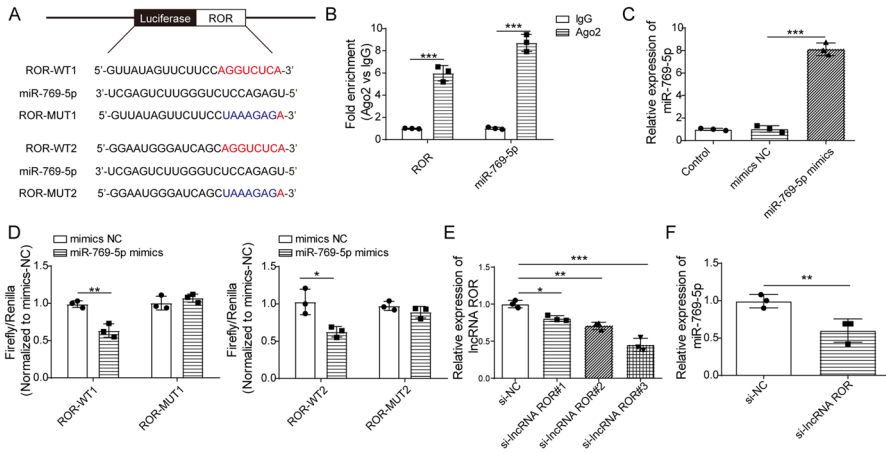 A
Luciferase ROR
ROR-WT1 5'-GUUAUAGUUCUUCCAGGUCUCA-3'
miR-769-5p 3'-UCGAGUCUUGGGUCUCCAGAGU-5'
ROR-MUT1 5'-GUUAUAGUUCUUCCUAAAGAGA-3'
ROR-WT2 5'-GGAAUGGGAUCAGCAGGUCUCA-3'
miR-769-5p 3'-UCGAGUCUUGGGUCUCCAGAGU-5'
ROR-MUT2 5'-GGAAUGGGAUCAGCUAAAGAGA-3'
B
IgG
Ago2
Fold enrichment
(Ago2 vs IgG)
10
8
6
4
2
0
***
***
ROR
miR-769-5p
C
Relative expression of
miR-769-5p
10
8
6
4
2
0
***
Control
mimics NC
miR-769-5p mimics
D
mimics NC
miR-769-5p mimics
Firefly/Renilla
(Normalized to mimics-NC)
1.5
1.0
0.5
0.0
**
ROR-WT1
ROR-MUT1
mimics NC
miR-769-5p mimics
Firefly/Renilla
(Normalized to mimics-NC)
1.5
1.0
0.5
0.0
*
ROR-WT2
ROR-MUT2
E
Relative expression of
lncRNA ROR
1.5
1.0
0.5
0.0
***
**
*
si-NC
si-lncRNA ROR#1
si-lncRNA ROR#2
si-lncRNA ROR#3
F
Relative expression of
miR-769-5p
1.5
1.0
0.5
0.0
**
si-NC
si-lncRNA ROR